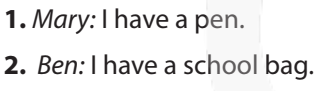 1. Mary: I have a pen.
2. Ben: I have a school bag.